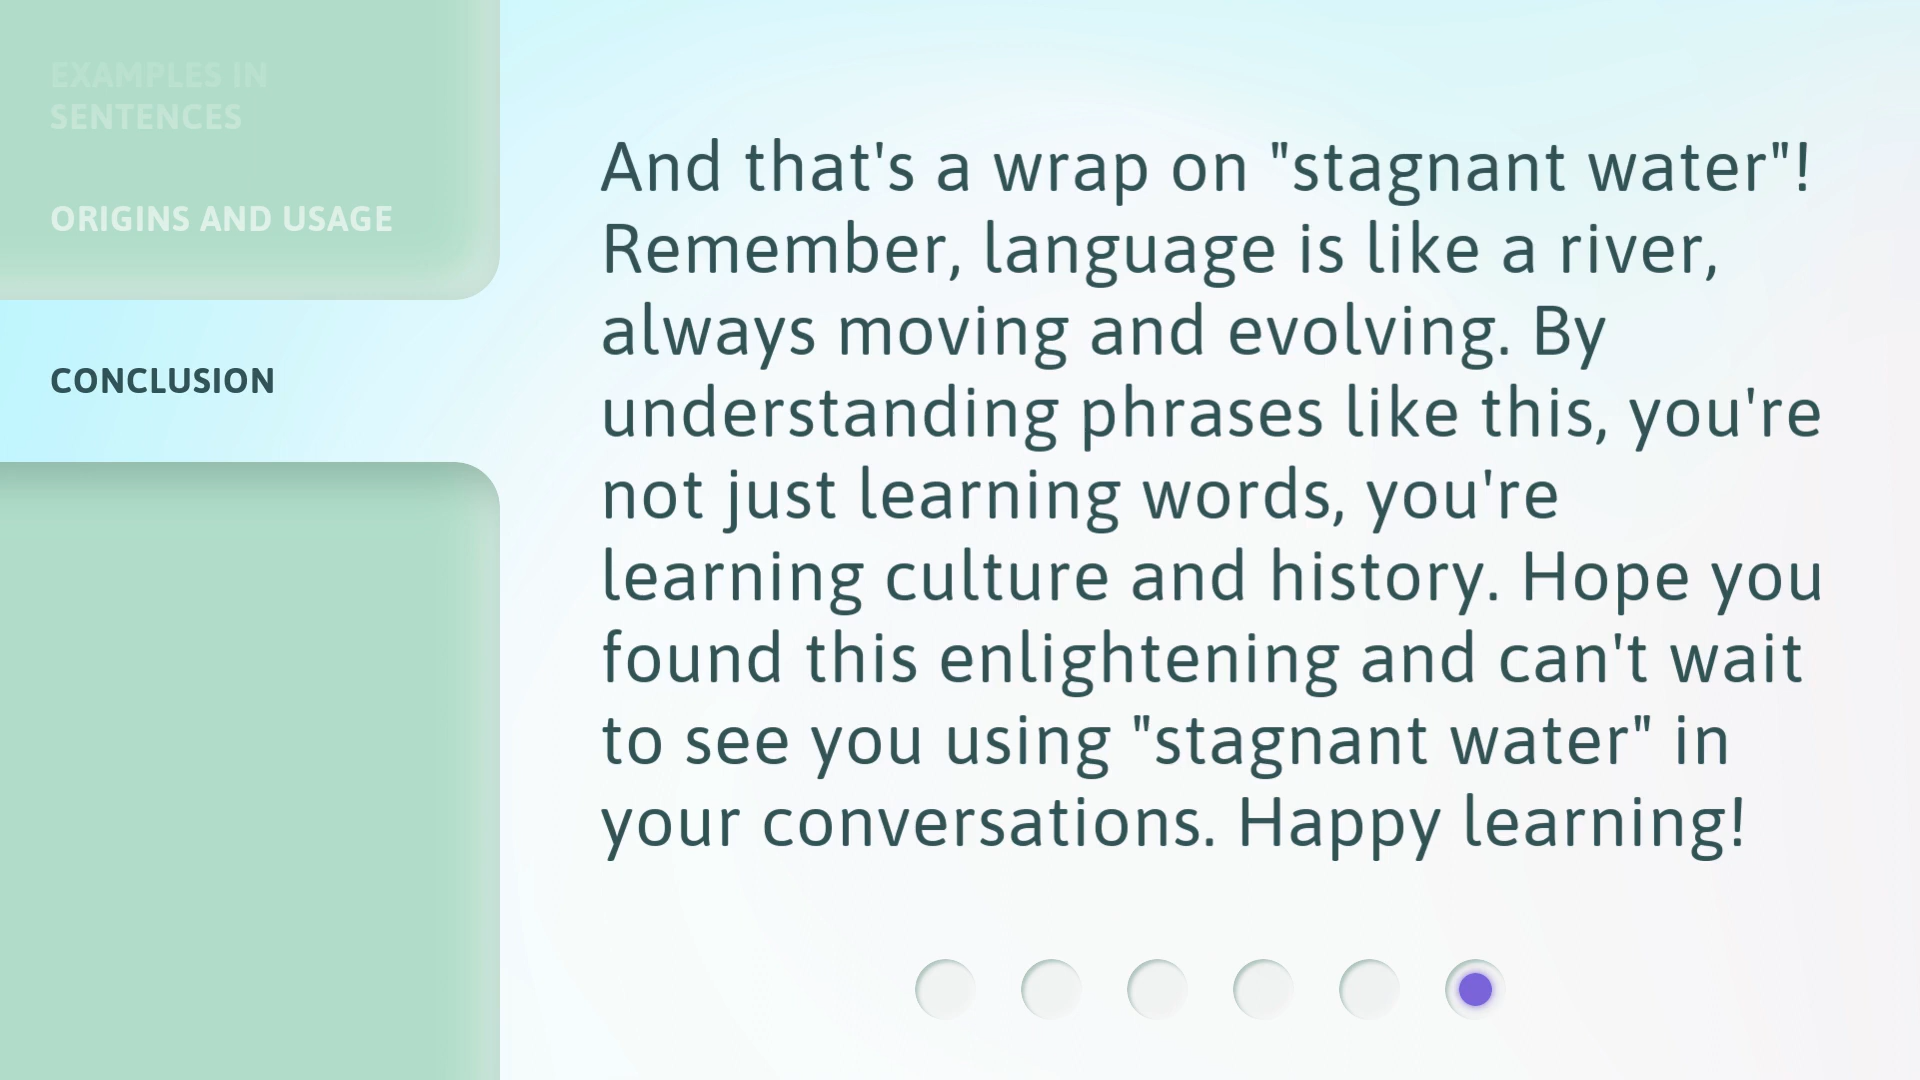 EXAMPLES IN
SENTENCES
ORIGINS AND USAGE
CONCLUSION
And that's a wrap on "stagnant water"!
Remember, language is like a river,
always moving and evolving. By
understanding phrases like this, you're
not just learning words, you're
learning culture and history. Hope you
found this enlightening and can't wait
to see you using "stagnant water" in
your conversations. Happy learning!